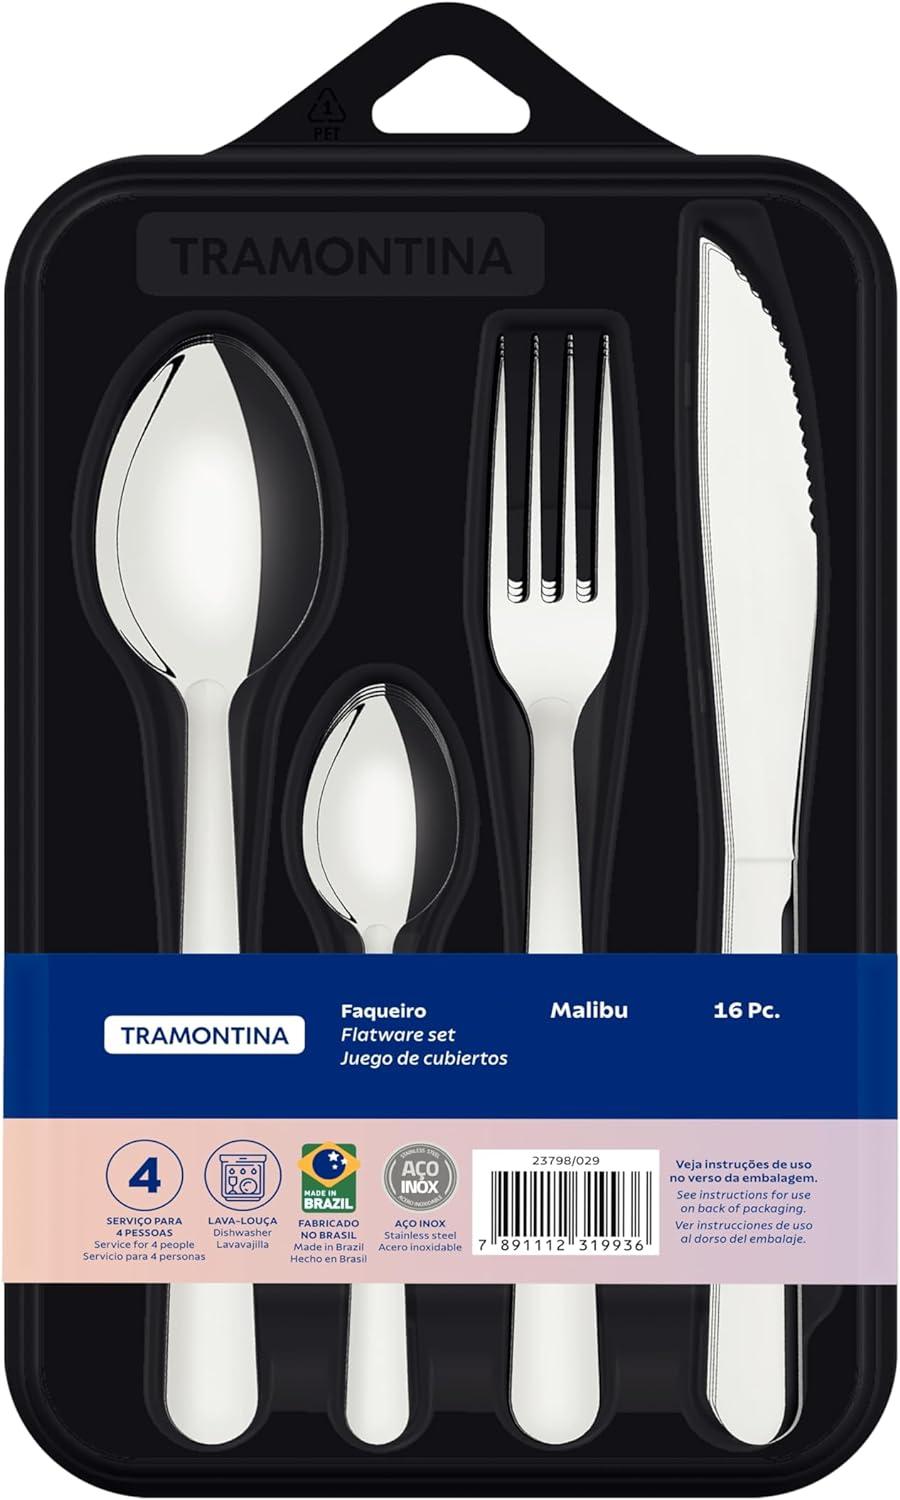 1
PET
TRAMONTINA
TRAMONTINA
Faqueiro
Flatware set
Juego de cubiertos
Malibu
16 Pc.
4
SERVIÇO PARA
4 PESSOAS
Service for 4 people
Servicio para 4 personas
LAVA-LOUÇA
Dishwasher
Lavavajilla
MADE IN
BRAZIL
FABRICADO
NO BRASIL
Made in Brazil
Hecho en Brasil
STAINLESS STEEL
AÇO
INOX
ACERO INOXIDABLE
AÇO INOX
Stainless steel
Acero inoxidable
23798/029
7 891112 319936
Veja instruções de uso
no verso da embalagem.
See instructions for use
on back of packaging.
Ver instrucciones de uso
al dorso del embalaje.